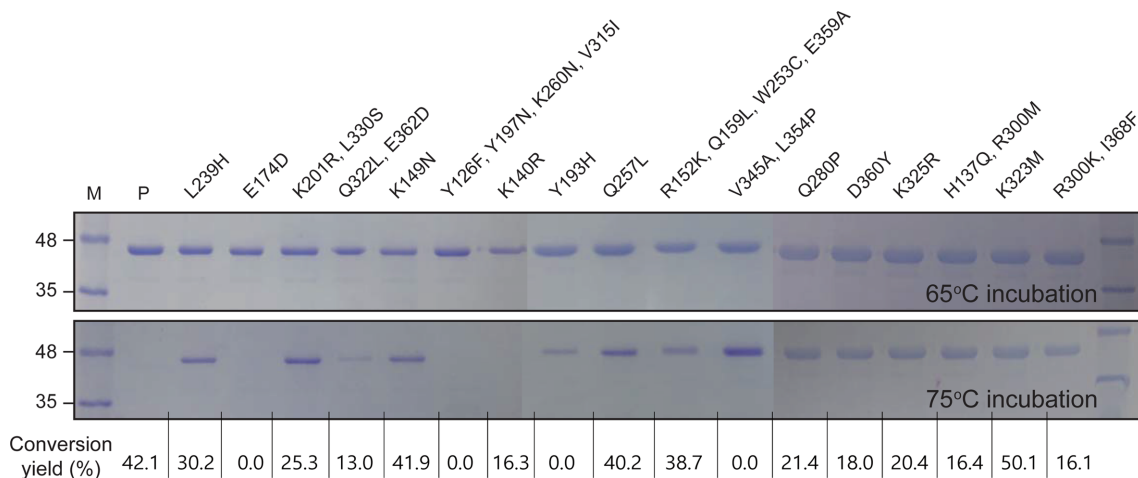 M P L239H E174D K201R, L330S Q322L, E362D K149N Y126F, Y197N, K260N, V315I K140R Y193H Q257L R152K, Q159L, W253C, E359A V345A, L354P Q280P D360Y K325R H137Q, R300M K323M R300K, I368F
48
35
65°C incubation
48
35
75°C incubation
Conversion
yield (%) 42.1 30.2 0.0 25.3 13.0 41.9 0.0 16.3 0.0 40.2 38.7 0.0 21.4 18.0 20.4 16.4 50.1 16.1